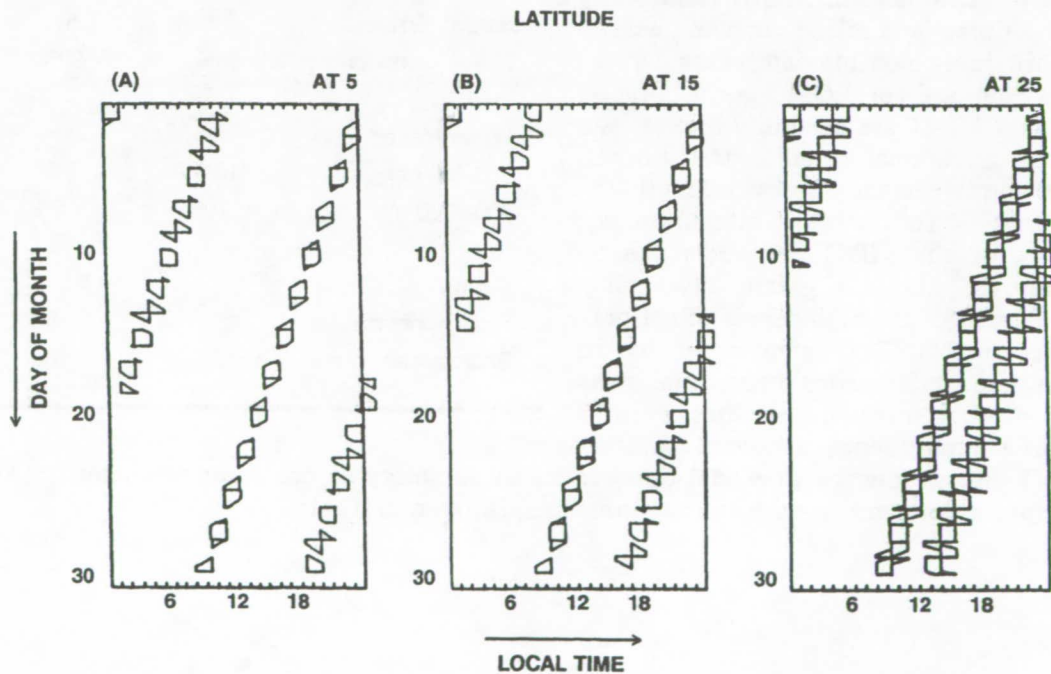 LATITUDE
(A) AT 5
(B) AT 15
(C) AT 25
DAY OF MONTH
10
20
30
6 12 18
10
20
30
6 12 18
10
20
30
6 12 18
LOCAL TIME